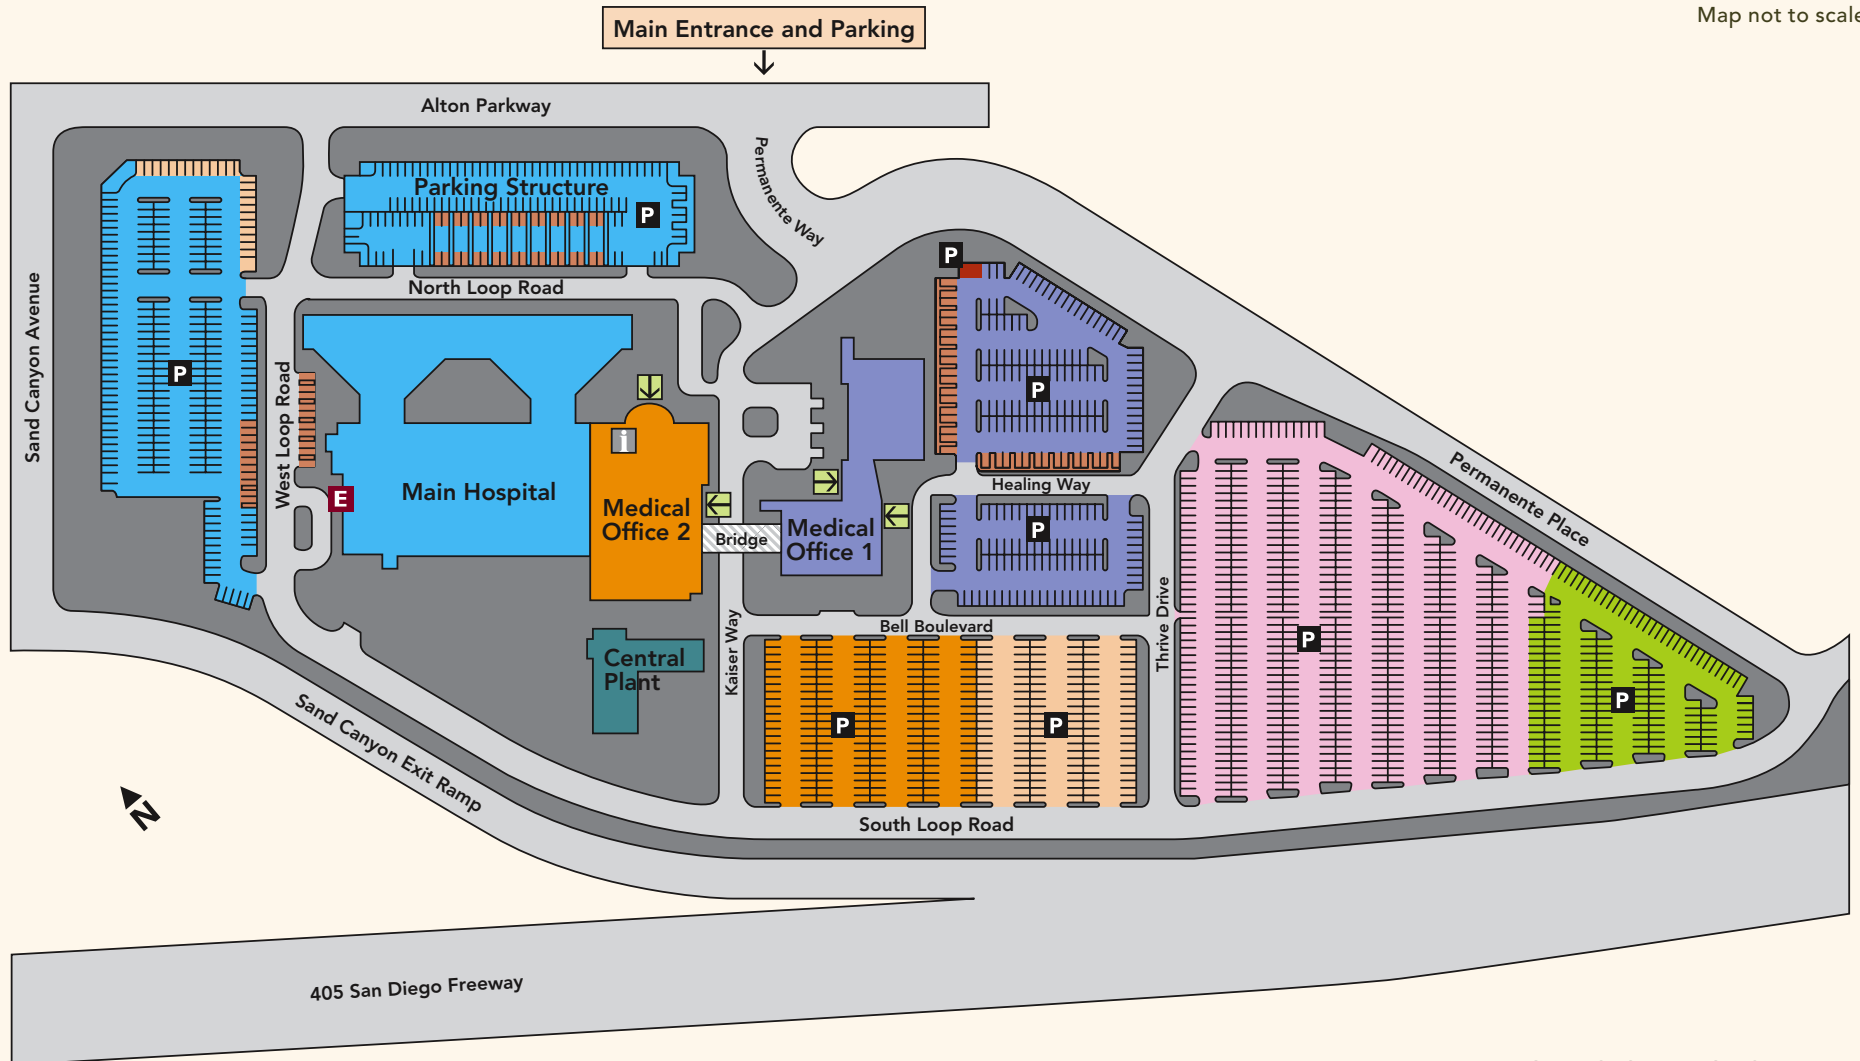 Map not to scale
Main Entrance and Parking
Alton Parkway
Permanente Way
Parking Structure
P
North Loop Road
P
Sand Canyon Avenue
P
West Loop Road
P
i
E
Main Hospital
Medical
Office 2
Bridge
Medical
Office 1
Healing Way
P
Permanente Place
Thrive Drive
Bell Boulevard
Kaiser Way
Central
Plant
P
P
P
P
Sand Canyon Exit Ramp
South Loop Road
N
405 San Diego Freeway